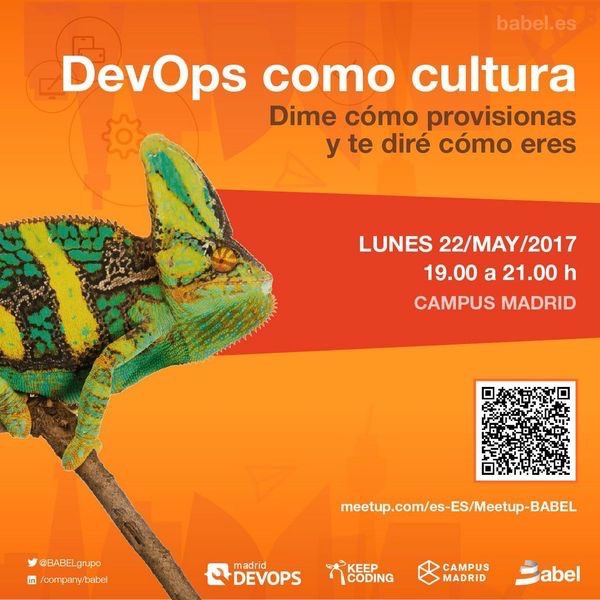 babel.es
DevOps como cultura
Dime cómo provisionas
y te diré cómo eres
LUNES 22/MAY/2017
19.00 a 21.00 h
CAMPUS MADRID
meetup.com/es-ES/Meetup-BABEL
@BABELgrupo
/company/babel
madrid
DEVOPS
KEEP
CODING
CAMPUS
MADRID
Babel